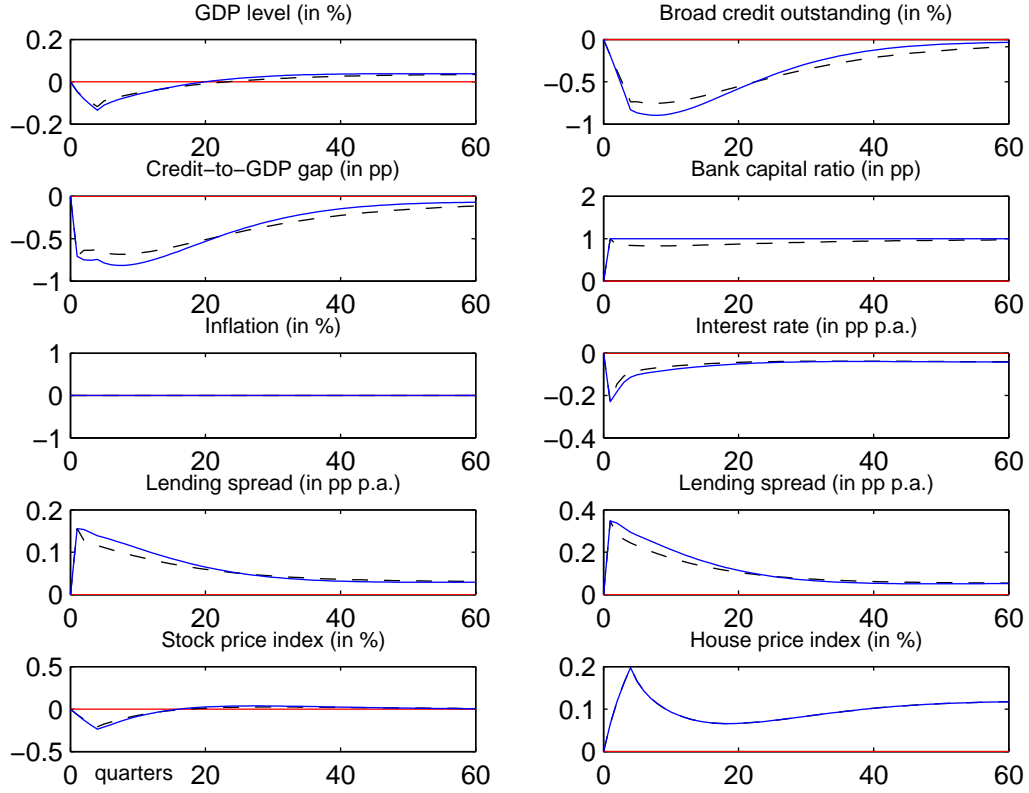 GDP level (in %)
0.2
0
−0.2
0 20 40 60
Broad credit outstanding (in %)
0
−0.5
−1
0 20 40 60
Credit−to−GDP gap (in pp)
0
−0.5
−1
0 20 40 60
Bank capital ratio (in pp)
2
1
0
0 20 40 60
Inflation (in %)
1
0
−1
0 20 40 60
Interest rate (in pp p.a.)
0
−0.2
−0.4
0 20 40 60
Lending spread (in pp p.a.)
0.2
0.1
0
0 20 40 60
Lending spread (in pp p.a.)
0.4
0.2
0
0 20 40 60
Stock price index (in %)
0.5
0
−0.5
0 20 40 60
quarters
House price index (in %)
0.2
0.1
0
0 20 40 60